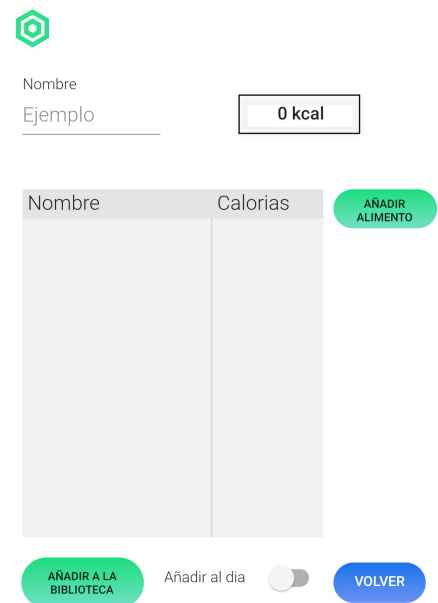 Nombre
Ejemplo
0 kcal
Nombre Calorias
AÑADIR
ALIMENTO
AÑADIR A LA
BIBLIOTECA
Añadir al dia
VOLVER